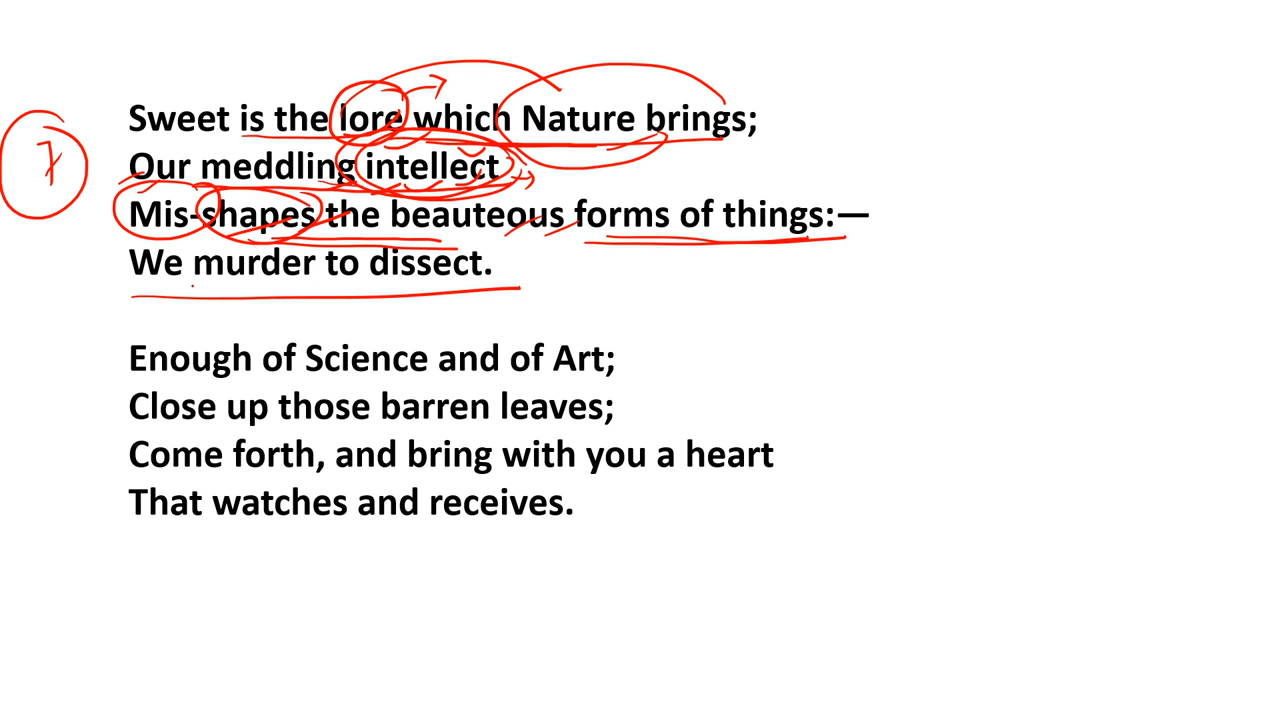 7
Sweet is the lore which Nature brings;
Our meddling intellect
Mis-shapes the beauteous forms of things:—
We murder to dissect.
Enough of Science and of Art;
Close up those barren leaves;
Come forth, and bring with you a heart
That watches and receives.